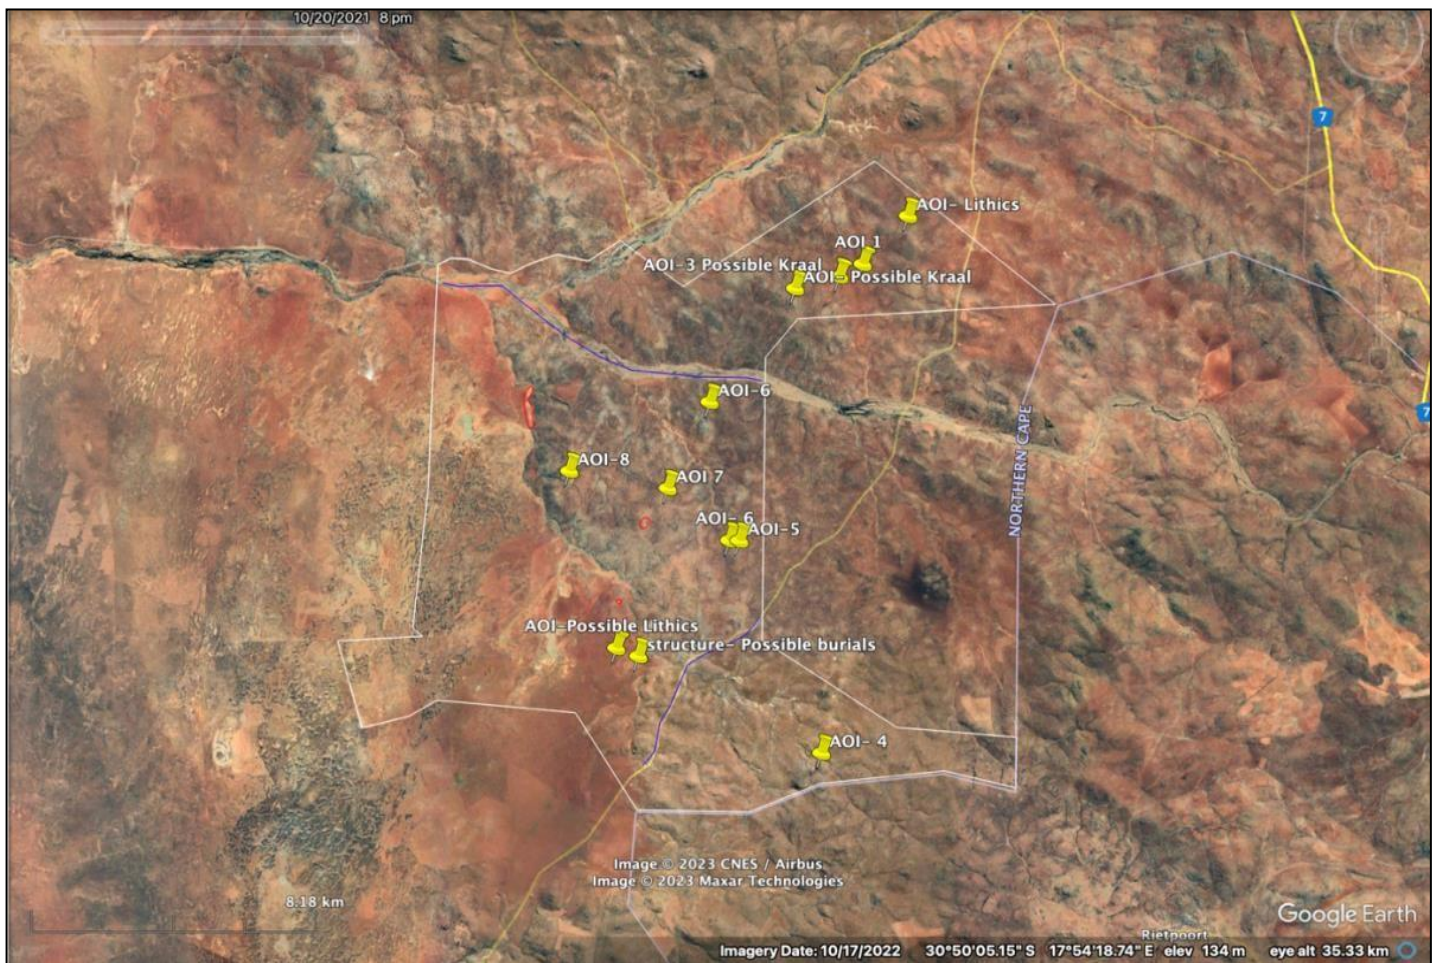 10/20/2021 8 pm
7
AOI- Lithics
AOI 1
AOI-3 Possible Kraal
AOI- Possible Kraal
AOI-6
7
NORTHERN CAPE
AOI-8
AOI 7
AOI- 6
AOI-5
AOI-Possible Lithics
structure- Possible burials
AOI- 4
Image © 2023 CNES / Airbus
Image © 2023 Maxar Technologies
8.18 km
Google Earth
Rietpoort
Imagery Date: 10/17/2022 30°50'05.15" S 17°54'18.74" E elev 134 m eye alt 35.33 km